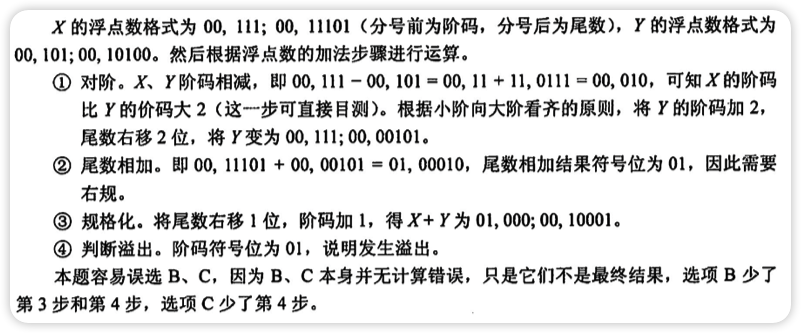 X 的浮点数格式为 00, 111; 00, 11101（分号前为阶码，分号后为尾数），Y 的浮点数格式为
00, 101; 00, 10100。然后根据浮点数的加法步骤进行运算。
① 对阶。X、Y阶码相减，即 00, 111 − 00, 101 = 00, 11 + 11, 0111 = 00, 010，可知 X 的阶码
比 Y 的价码大 2（这一步可直接目测）。根据小阶向大阶看齐的原则，将 Y 的阶码加 2，
尾数右移 2 位，将 Y 变为 00, 111; 00, 00101。
② 尾数相加。即 00, 11101 + 00, 00101 = 01, 00010，尾数相加结果符号位为 01，因此需要
右规。
③ 规格化。将尾数右移 1 位，阶码加 1，得 X + Y 为 01, 000; 00, 10001。
④ 判断溢出。阶码符号位为 01，说明发生溢出。
本题容易误选 B、C，因为 B、C 本身并无计算错误，只是它们不是最终结果，选项 B 少了
第 3 步和第 4 步，选项 C 少了第 4 步。